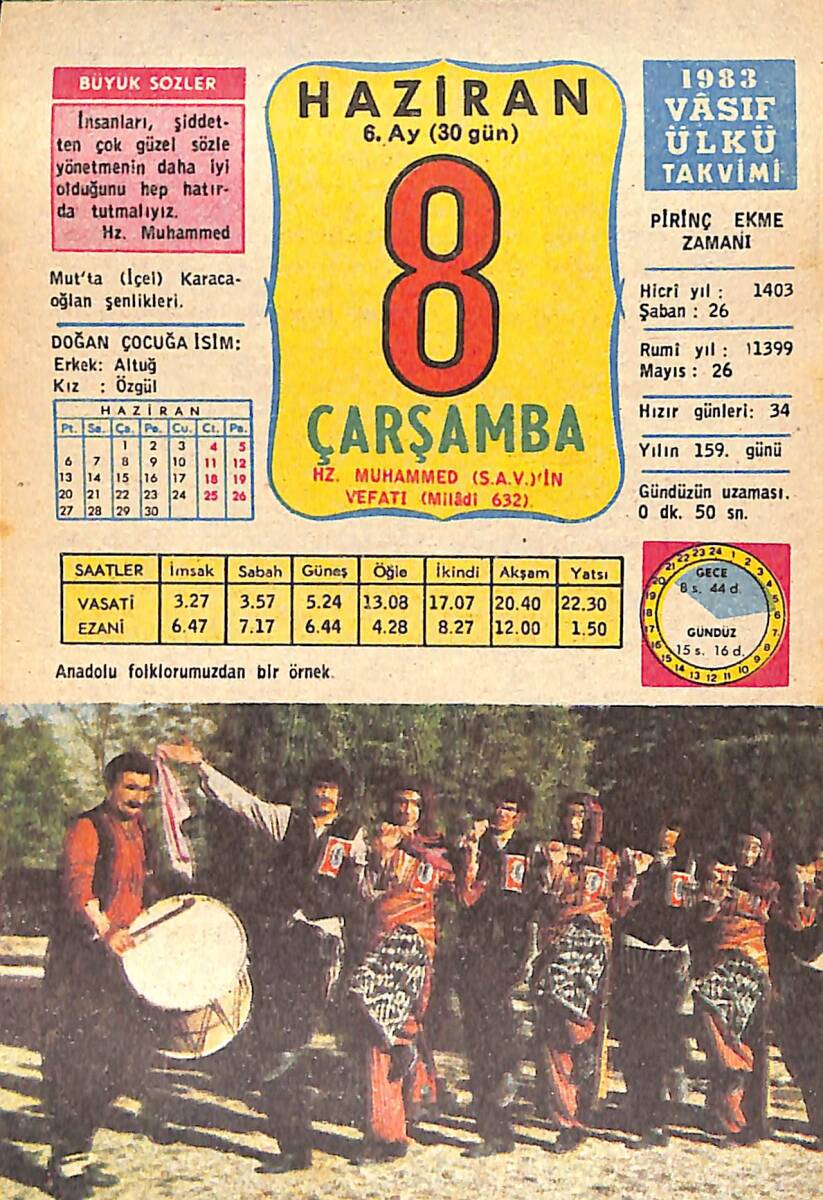 BÜYÜK SÖZLER
İnsanları, şiddet-
ten çok güzel sözle
yönetmenin daha iyi
olduğunu hep hatır-
da tutmalıyız.
Hz. Muhammed
Mut'ta (İçel) Karaca-
oğlan şenlikleri.
DOĞAN ÇOCUĞA İSİM:
Erkek: Altuğ
Kız : Özgül
HAZİRAN
Pt. Sa. Ça. Pe. Cu. Ct. Pa.
1 2 3 4 5
6 7 8 9 10 11 12
13 14 15 16 17 18 19
20 21 22 23 24 25 26
27 28 29 30
HAZİRAN
6. Ay (30 gün)
8
ÇARŞAMBA
HZ. MUHAMMED (S.A.V.)'İN
VEFATI (Milâdi 632)
1983
VÂSIF
ÜLKÜ
TAKVİMİ
PİRİNÇ EKME
ZAMANI
Hicrî yıl : 1403
Şaban : 26
Rumî yıl : 11399
Mayıs : 26
Hızır günleri: 34
Yılın 159. günü
Gündüzün uzaması.
0 dk. 50 sn.
SAATLER İmsak Sabah Güneş Öğle İkindi Akşam Yatsı
VASATİ 3.27 3.57 5.24 13.08 17.07 20.40 22.30
EZANİ 6.47 7.17 6.44 4.28 8.27 12.00 1.50
GECE
8 s. 44 d.
GÜNDÜZ
15 s. 16 d.
Anadolu folklorumuzdan bir örnek.